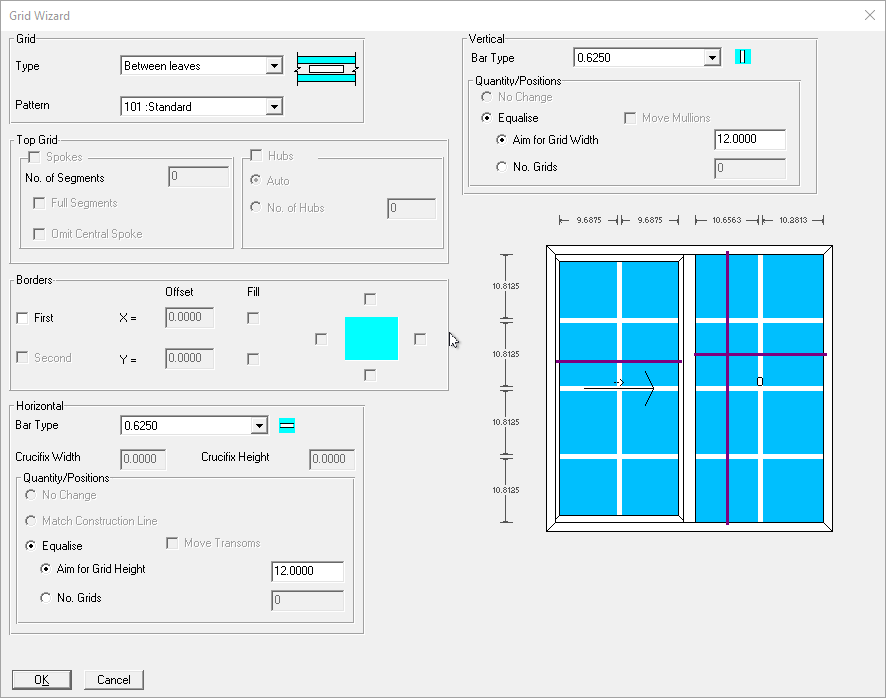 Grid Wizard
Grid
Type
Between leaves
Pattern
101 :Standard
Top Grid
Spokes
No. of Segments
0
Full Segments
Omit Central Spoke
Hubs
Auto
No. of Hubs
0
Borders
Offset
Fill
First
X =
0.0000
Second
Y =
0.0000
Horizontal
Bar Type
0.6250
Crucifix Width
0.0000
Crucifix Height
0.0000
Quantity/Positions
No Change
Match Construction Line
Equalise
Move Transoms
Aim for Grid Height
12.0000
No. Grids
0
OK
Cancel
Vertical
Bar Type
0.6250
Quantity/Positions
No Change
Equalise
Move Mullions
Aim for Grid Width
12.0000
No. Grids
0
9.6875
9.6875
10.6563
10.2813
10.8125
10.8125
10.8125
10.8125
->
0